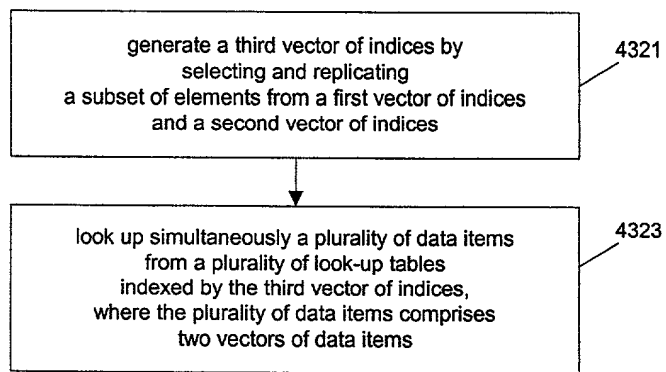 generate a third vector of indices by
selecting and replicating
a subset of elements from a first vector of indices
and a second vector of indices
4321
look up simultaneously a plurality of data items
from a plurality of look-up tables
indexed by the third vector of indices,
where the plurality of data items comprises
two vectors of data items
4323